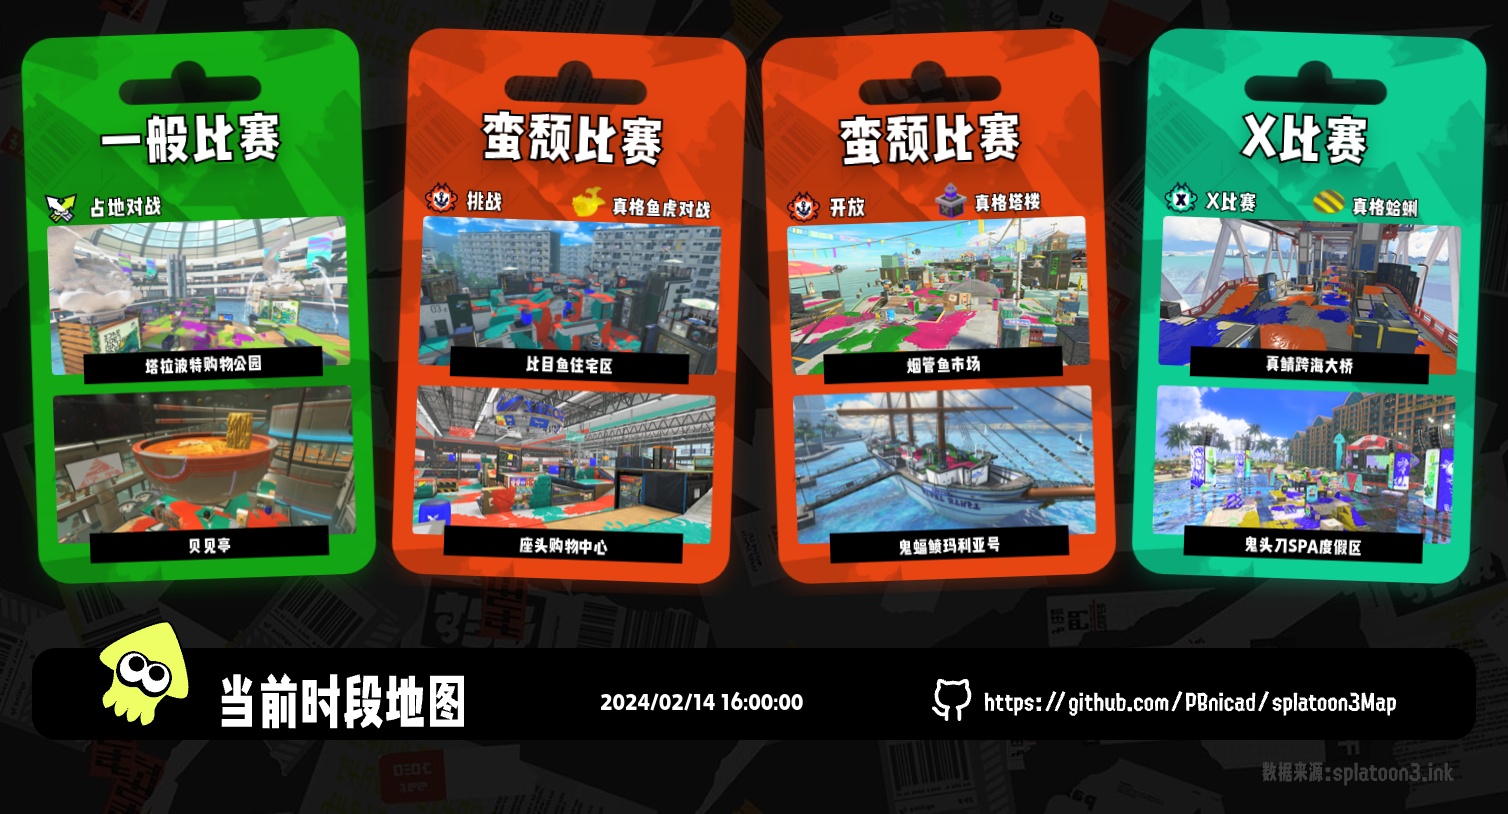 一般比赛
占地对战
塔拉波特购物公园
贝贝亭
蛮颓比赛
挑战
真格鱼虎对战
比目鱼住宅区
座头购物中心
蛮颓比赛
开放
真格塔楼
烟管鱼市场
鬼蝠鲼玛利亚号
X比赛
X比赛
真格蛤蜊
真鲭跨海大桥
鬼头刀SPA度假区
当前时段地图
2024/02/14 16:00:00
https://github.com/PBnicad/splatoon3Map
数据来源:splatoon3.ink